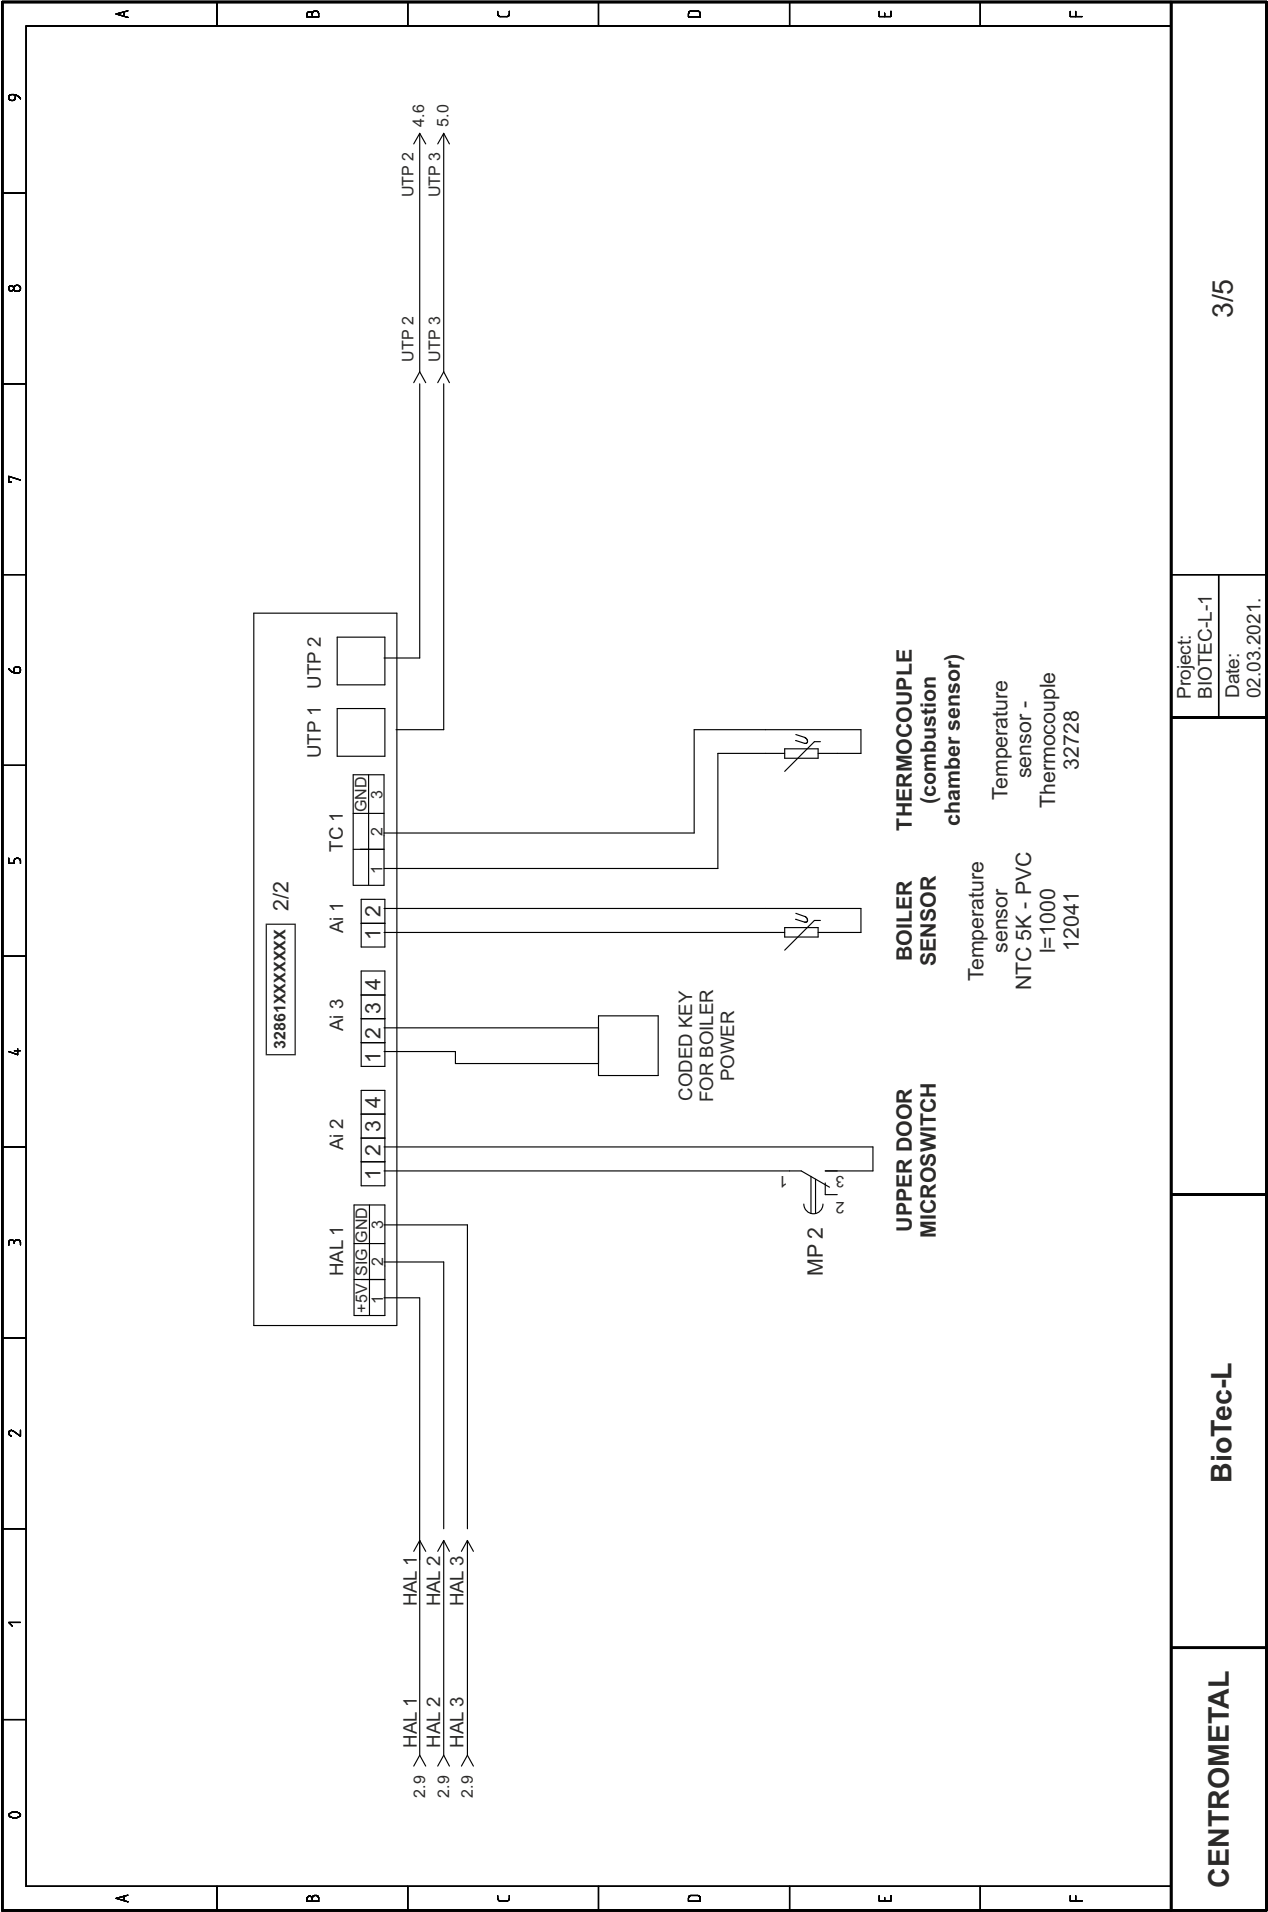 0 1 2 3 4 5 6 7 8 9
A A
B B
C C
D D
E E
F F
32861XXXXXXX 2/2
HAL 1 Ai 2 Ai 3 Ai 1 TC 1 UTP 1 UTP 2
+5V SIG GND
1 2 3
1 2 3 4
1 2 3 4
1 2
GND
1 2 3
2.9 HAL 1 HAL 1
2.9 HAL 2 HAL 2
2.9 HAL 3 HAL 3
UTP 2 UTP 2 4.6
UTP 3 UTP 3 5.0
CODED KEY
FOR BOILER
POWER
MP 2
1
3
2
U
U
UPPER DOOR
MICROSWITCH
BOILER
SENSOR
Temperature
sensor
NTC 5K - PVC
l=1000
12041
THERMOCOUPLE
(combustion
chamber sensor)
Temperature
sensor -
Thermocouple
32728
CENTROMETAL
BioTec-L
Project:
BIOTEC-L-1
Date:
02.03.2021.
3/5